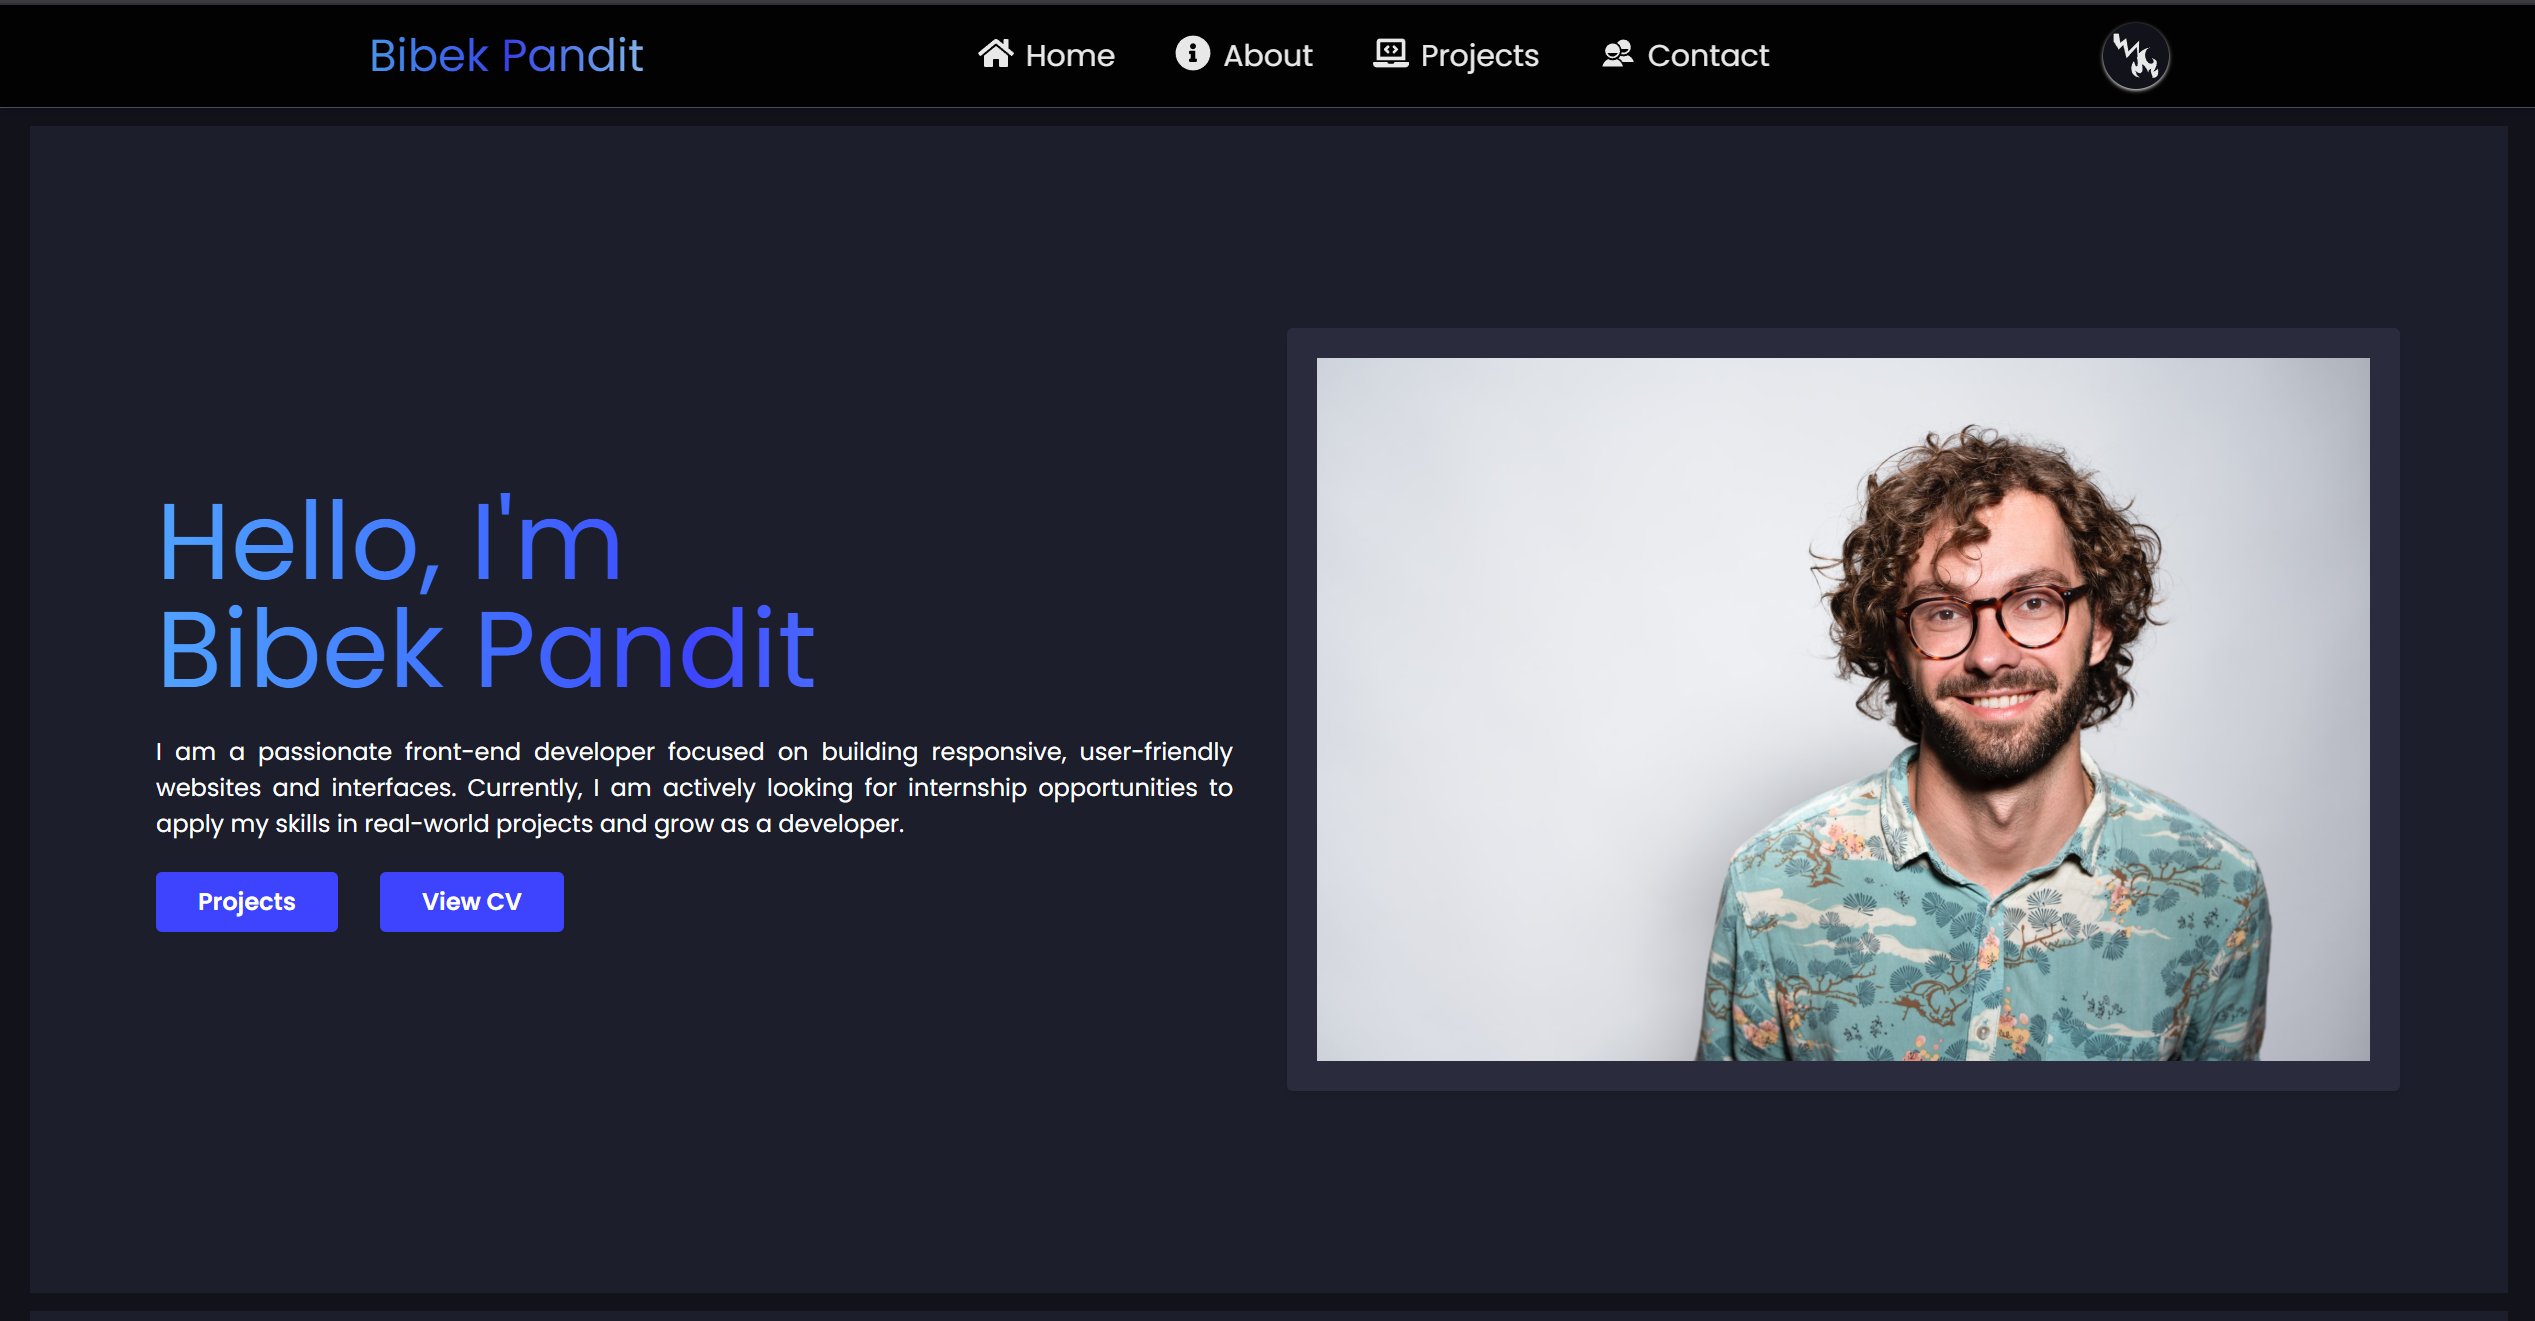 Bibek Pandit
Home
About
Projects
Contact
Hello, I'm
Bibek Pandit
I am a passionate front-end developer focused on building responsive, user-friendly
websites and interfaces. Currently, I am actively looking for internship opportunities to
apply my skills in real-world projects and grow as a developer.
Projects
View CV